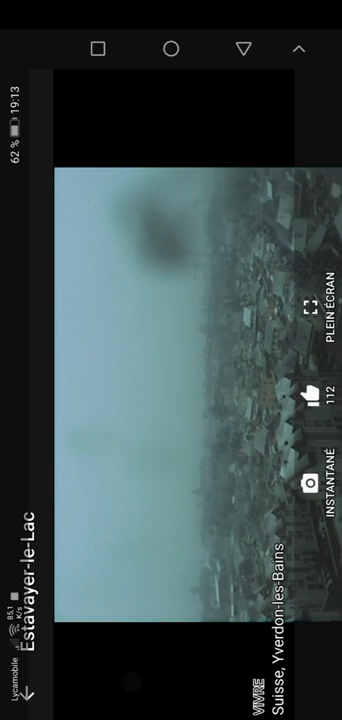 Lycamobile 85,1 K/s 62 % 19:13
Estavayer-le-Lac
VIVRE
Suisse, Yverdon-les-Bains
INSTANTANÉ
112
PLEIN ÉCRAN